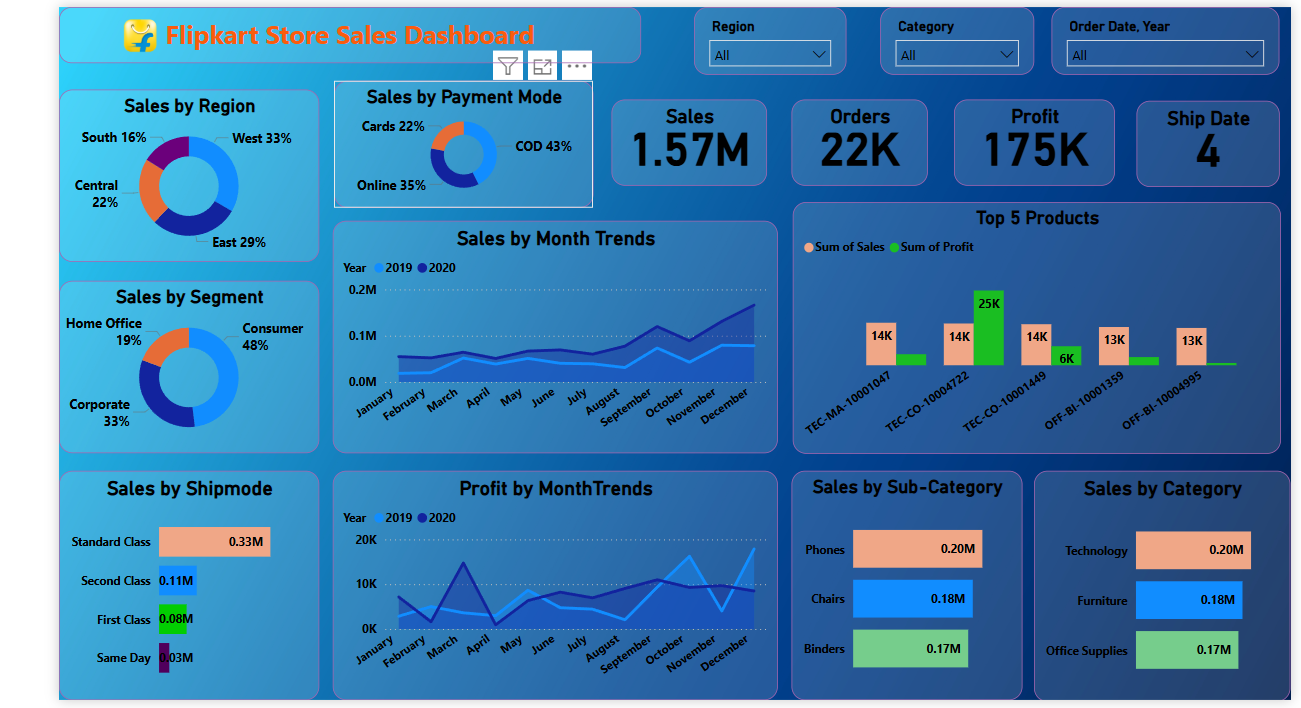 Flipkart Store Sales Dashboard
Region
All
Category
All
Order Date, Year
All
Sales by Region
South 16%
West 33%
Central
22%
East 29%
Sales by Payment Mode
Cards 22%
COD 43%
Online 35%
Sales
1.57M
Orders
22K
Profit
175K
Ship Date
4
Sales by Segment
Home Office
19%
Consumer
48%
Corporate
33%
Sales by Month Trends
Year 2019 2020
0.2M
0.1M
0.0M
January
February
March
April
May
June
July
August
September
October
November
December
Top 5 Products
Sum of Sales Sum of Profit
14K
14K
25K
14K
6K
13K
13K
TEC-MA-10001047
TEC-CO-10004722
TEC-CO-10001449
OFF-BI-10001359
OFF-BI-10004995
Sales by Shipmode
Standard Class 0.33M
Second Class 0.11M
First Class 0.08M
Same Day 0.03M
Profit by MonthTrends
Year 2019 2020
20K
10K
0K
January
February
March
April
May
June
July
August
September
October
November
December
Sales by Sub-Category
Phones 0.20M
Chairs 0.18M
Binders 0.17M
Sales by Category
Technology 0.20M
Furniture 0.18M
Office Supplies 0.17M